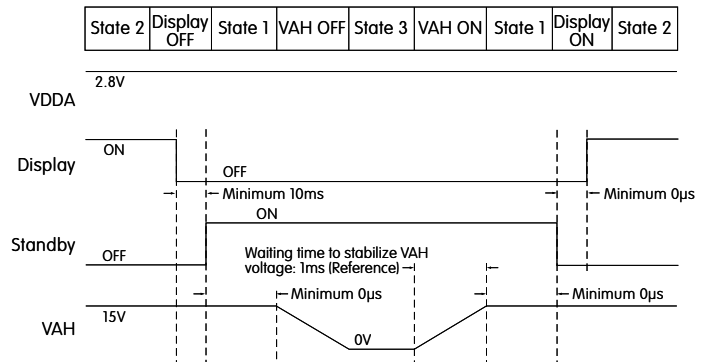 State 2
Display
OFF
State 1
VAH OFF
State 3
VAH ON
State 1
Display
ON
State 2
2.8V
VDDA
ON
Display
OFF
Minimum 10ms
Minimum 0µs
ON
Standby
OFF
Waiting time to stabilize VAH
voltage: 1ms (Reference)
Minimum 0µs
Minimum 0µs
15V
VAH
0V